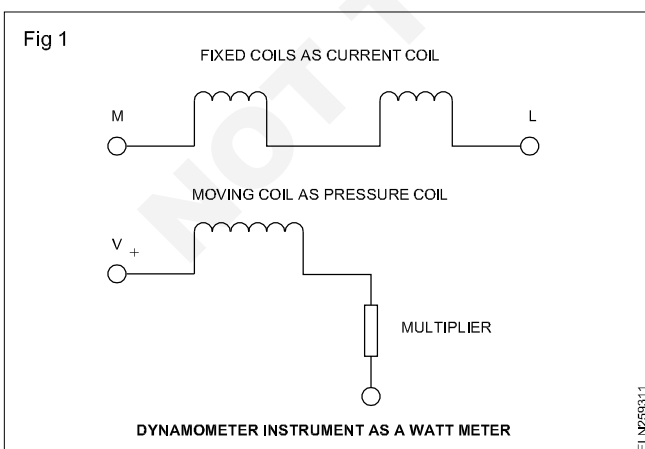 Fig 1
FIXED COILS AS CURRENT COIL
M
L
MOVING COIL AS PRESSURE COIL
V +
MULTIPLIER
DYNAMOMETER INSTRUMENT AS A WATT METER